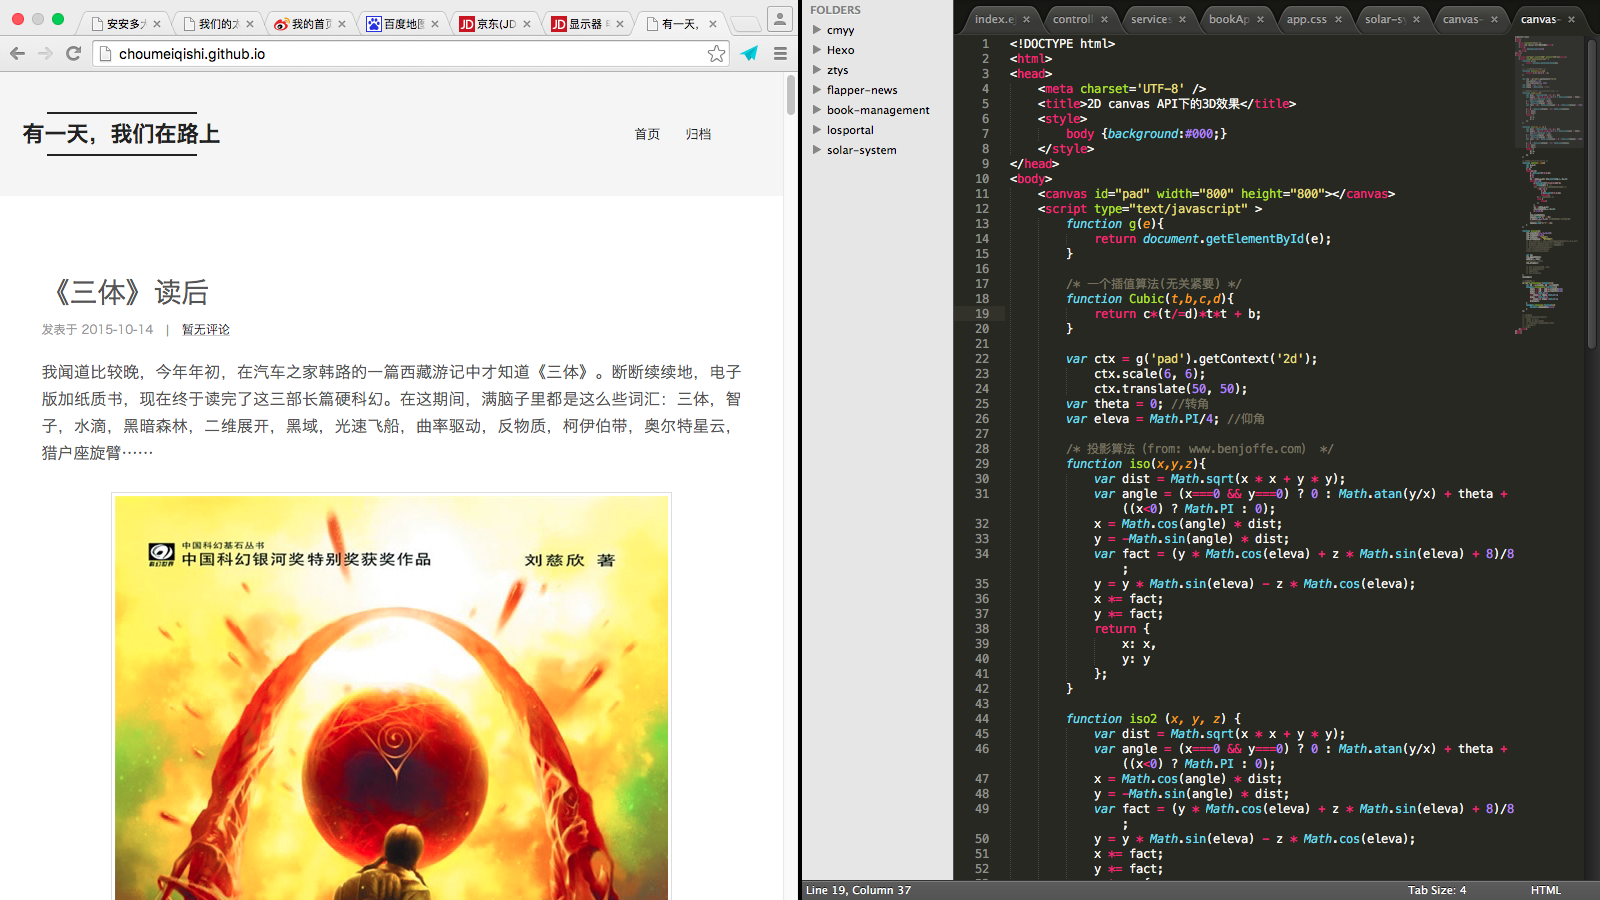 安安多大
我们的太
我的首页
百度地图
京东(JD
显示器
有一天，
choumeiqishi.github.io
有一天，我们在路上
首页
归档
《三体》读后
发表于 2015-10-14 | 暂无评论
我闻道比较晚，今年年初，在汽车之家韩路的一篇西藏游记中才知道《三体》。断断续续地，电子
版加纸质书，现在终于读完了这三部长篇硬科幻。在这期间，满脑子里都是这么些词汇：三体，智
子，水滴，黑暗森林，二维展开，黑域，光速飞船，曲率驱动，反物质，柯伊伯带，奥尔特星云，
猎户座旋臂……
中国科幻基石丛书
中国科幻银河奖特别奖获奖作品
科幻世界
刘慈欣 著
FOLDERS
cmyy
Hexo
ztys
flapper-news
book-management
losportal
solar-system
index.ej
controll
services
bookAp
app.css
solar-sy
canvas-
canvas-
1 <!DOCTYPE html>
2 <html>
3 <head>
4 <meta charset='UTF-8' />
5 <title>2D canvas API下的3D效果</title>
6 <style>
7 body {background:#000;}
8 </style>
9 </head>
10 <body>
11 <canvas id="pad" width="800" height="800"></canvas>
12 <script type="text/javascript" >
13 function g(e){
14 return document.getElementById(e);
15 }
16
17 /* 一个插值算法(无关紧要) */
18 function Cubic(t,b,c,d){
19 return c*(t/=d)*t*t + b;
20 }
21
22 var ctx = g('pad').getContext('2d');
23 ctx.scale(6, 6);
24 ctx.translate(50, 50);
25 var theta = 0; //转角
26 var eleva = Math.PI/4; //仰角
27
28 /* 投影算法 (from: www.benjoffe.com) */
29 function iso(x,y,z){
30 var dist = Math.sqrt(x * x + y * y);
31 var angle = (x===0 && y===0) ? 0 : Math.atan(y/x) + theta +
((x<0) ? Math.PI : 0);
32 x = Math.cos(angle) * dist;
33 y = -Math.sin(angle) * dist;
34 var fact = (y * Math.cos(eleva) + z * Math.sin(eleva) + 8)/8
;
35 y = y * Math.sin(eleva) - z * Math.cos(eleva);
36 x *= fact;
37 y *= fact;
38 return {
39 x: x,
40 y: y
41 };
42 }
43
44 function iso2 (x, y, z) {
45 var dist = Math.sqrt(x * x + y * y);
46 var angle = (x===0 && y===0) ? 0 : Math.atan(y/x) + theta +
((x<0) ? Math.PI : 0);
47 x = Math.cos(angle) * dist;
48 y = -Math.sin(angle) * dist;
49 var fact = (y * Math.cos(eleva) + z * Math.sin(eleva) + 8)/8
;
50 y = y * Math.sin(eleva) - z * Math.cos(eleva);
51 x *= fact;
52 y *= fact;
Line 19, Column 37
Tab Size: 4
HTML